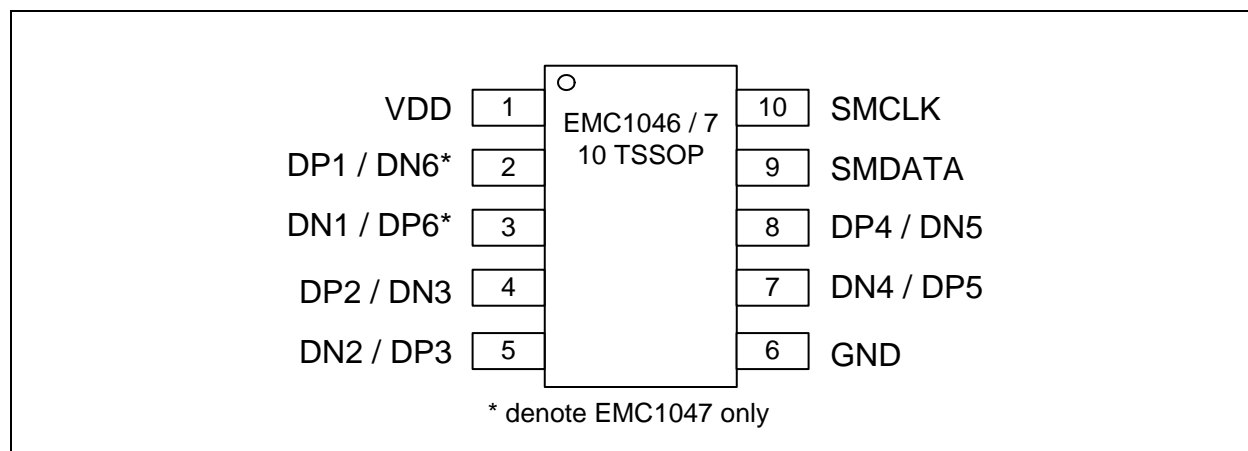 VDD 1
DP1 / DN6* 2
DN1 / DP6* 3
DP2 / DN3 4
DN2 / DP3 5
EMC1046 / 7
10 TSSOP
10 SMCLK
9 SMDATA
8 DP4 / DN5
7 DN4 / DP5
6 GND
* denote EMC1047 only